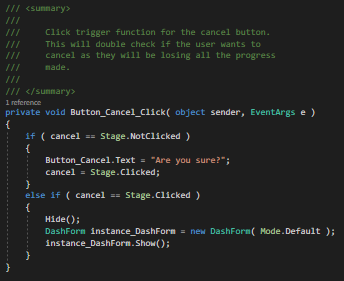 /// <summary>
///
///     Click trigger function for the cancel button.
///     This will double check if the user wants to
///     cancel as they will be losing all the progress
///     made.
///
/// </summary>
1 reference
private void Button_Cancel_Click( object sender, EventArgs e )
{
    if ( cancel == Stage.NotClicked )
    {
        Button_Cancel.Text = "Are you sure?";
        cancel = Stage.Clicked;
    }
    else if ( cancel == Stage.Clicked )
    {
        Hide();
        DashForm instance_DashForm = new DashForm( Mode.Default );
        instance_DashForm.Show();
    }
}